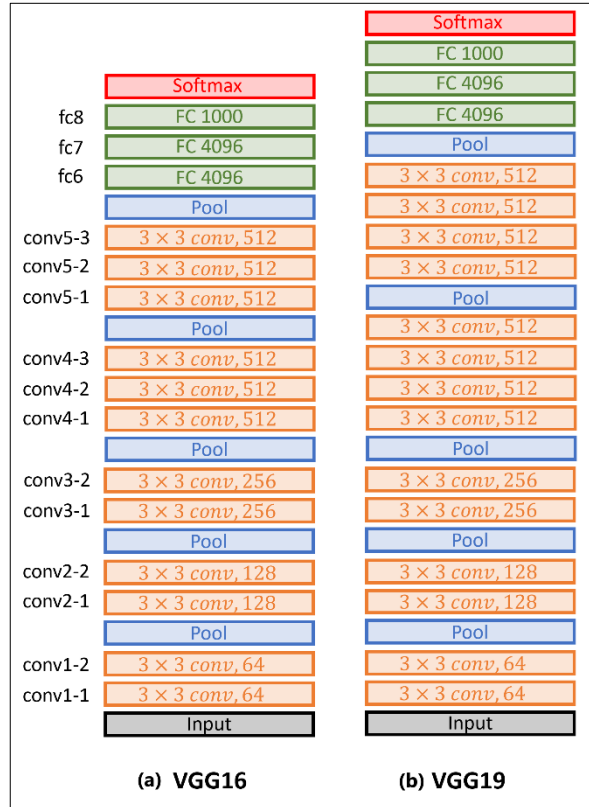 Softmax
fc8 FC 1000
fc7 FC 4096
fc6 FC 4096
Pool
conv5-3 3 × 3 conv, 512
conv5-2 3 × 3 conv, 512
conv5-1 3 × 3 conv, 512
Pool
conv4-3 3 × 3 conv, 512
conv4-2 3 × 3 conv, 512
conv4-1 3 × 3 conv, 512
Pool
conv3-2 3 × 3 conv, 256
conv3-1 3 × 3 conv, 256
Pool
conv2-2 3 × 3 conv, 128
conv2-1 3 × 3 conv, 128
Pool
conv1-2 3 × 3 conv, 64
conv1-1 3 × 3 conv, 64
Input
(a) VGG16
Softmax
FC 1000
FC 4096
FC 4096
Pool
3 × 3 conv, 512
3 × 3 conv, 512
3 × 3 conv, 512
3 × 3 conv, 512
Pool
3 × 3 conv, 512
3 × 3 conv, 512
3 × 3 conv, 512
3 × 3 conv, 512
Pool
3 × 3 conv, 256
3 × 3 conv, 256
Pool
3 × 3 conv, 128
3 × 3 conv, 128
Pool
3 × 3 conv, 64
3 × 3 conv, 64
Input
(b) VGG19